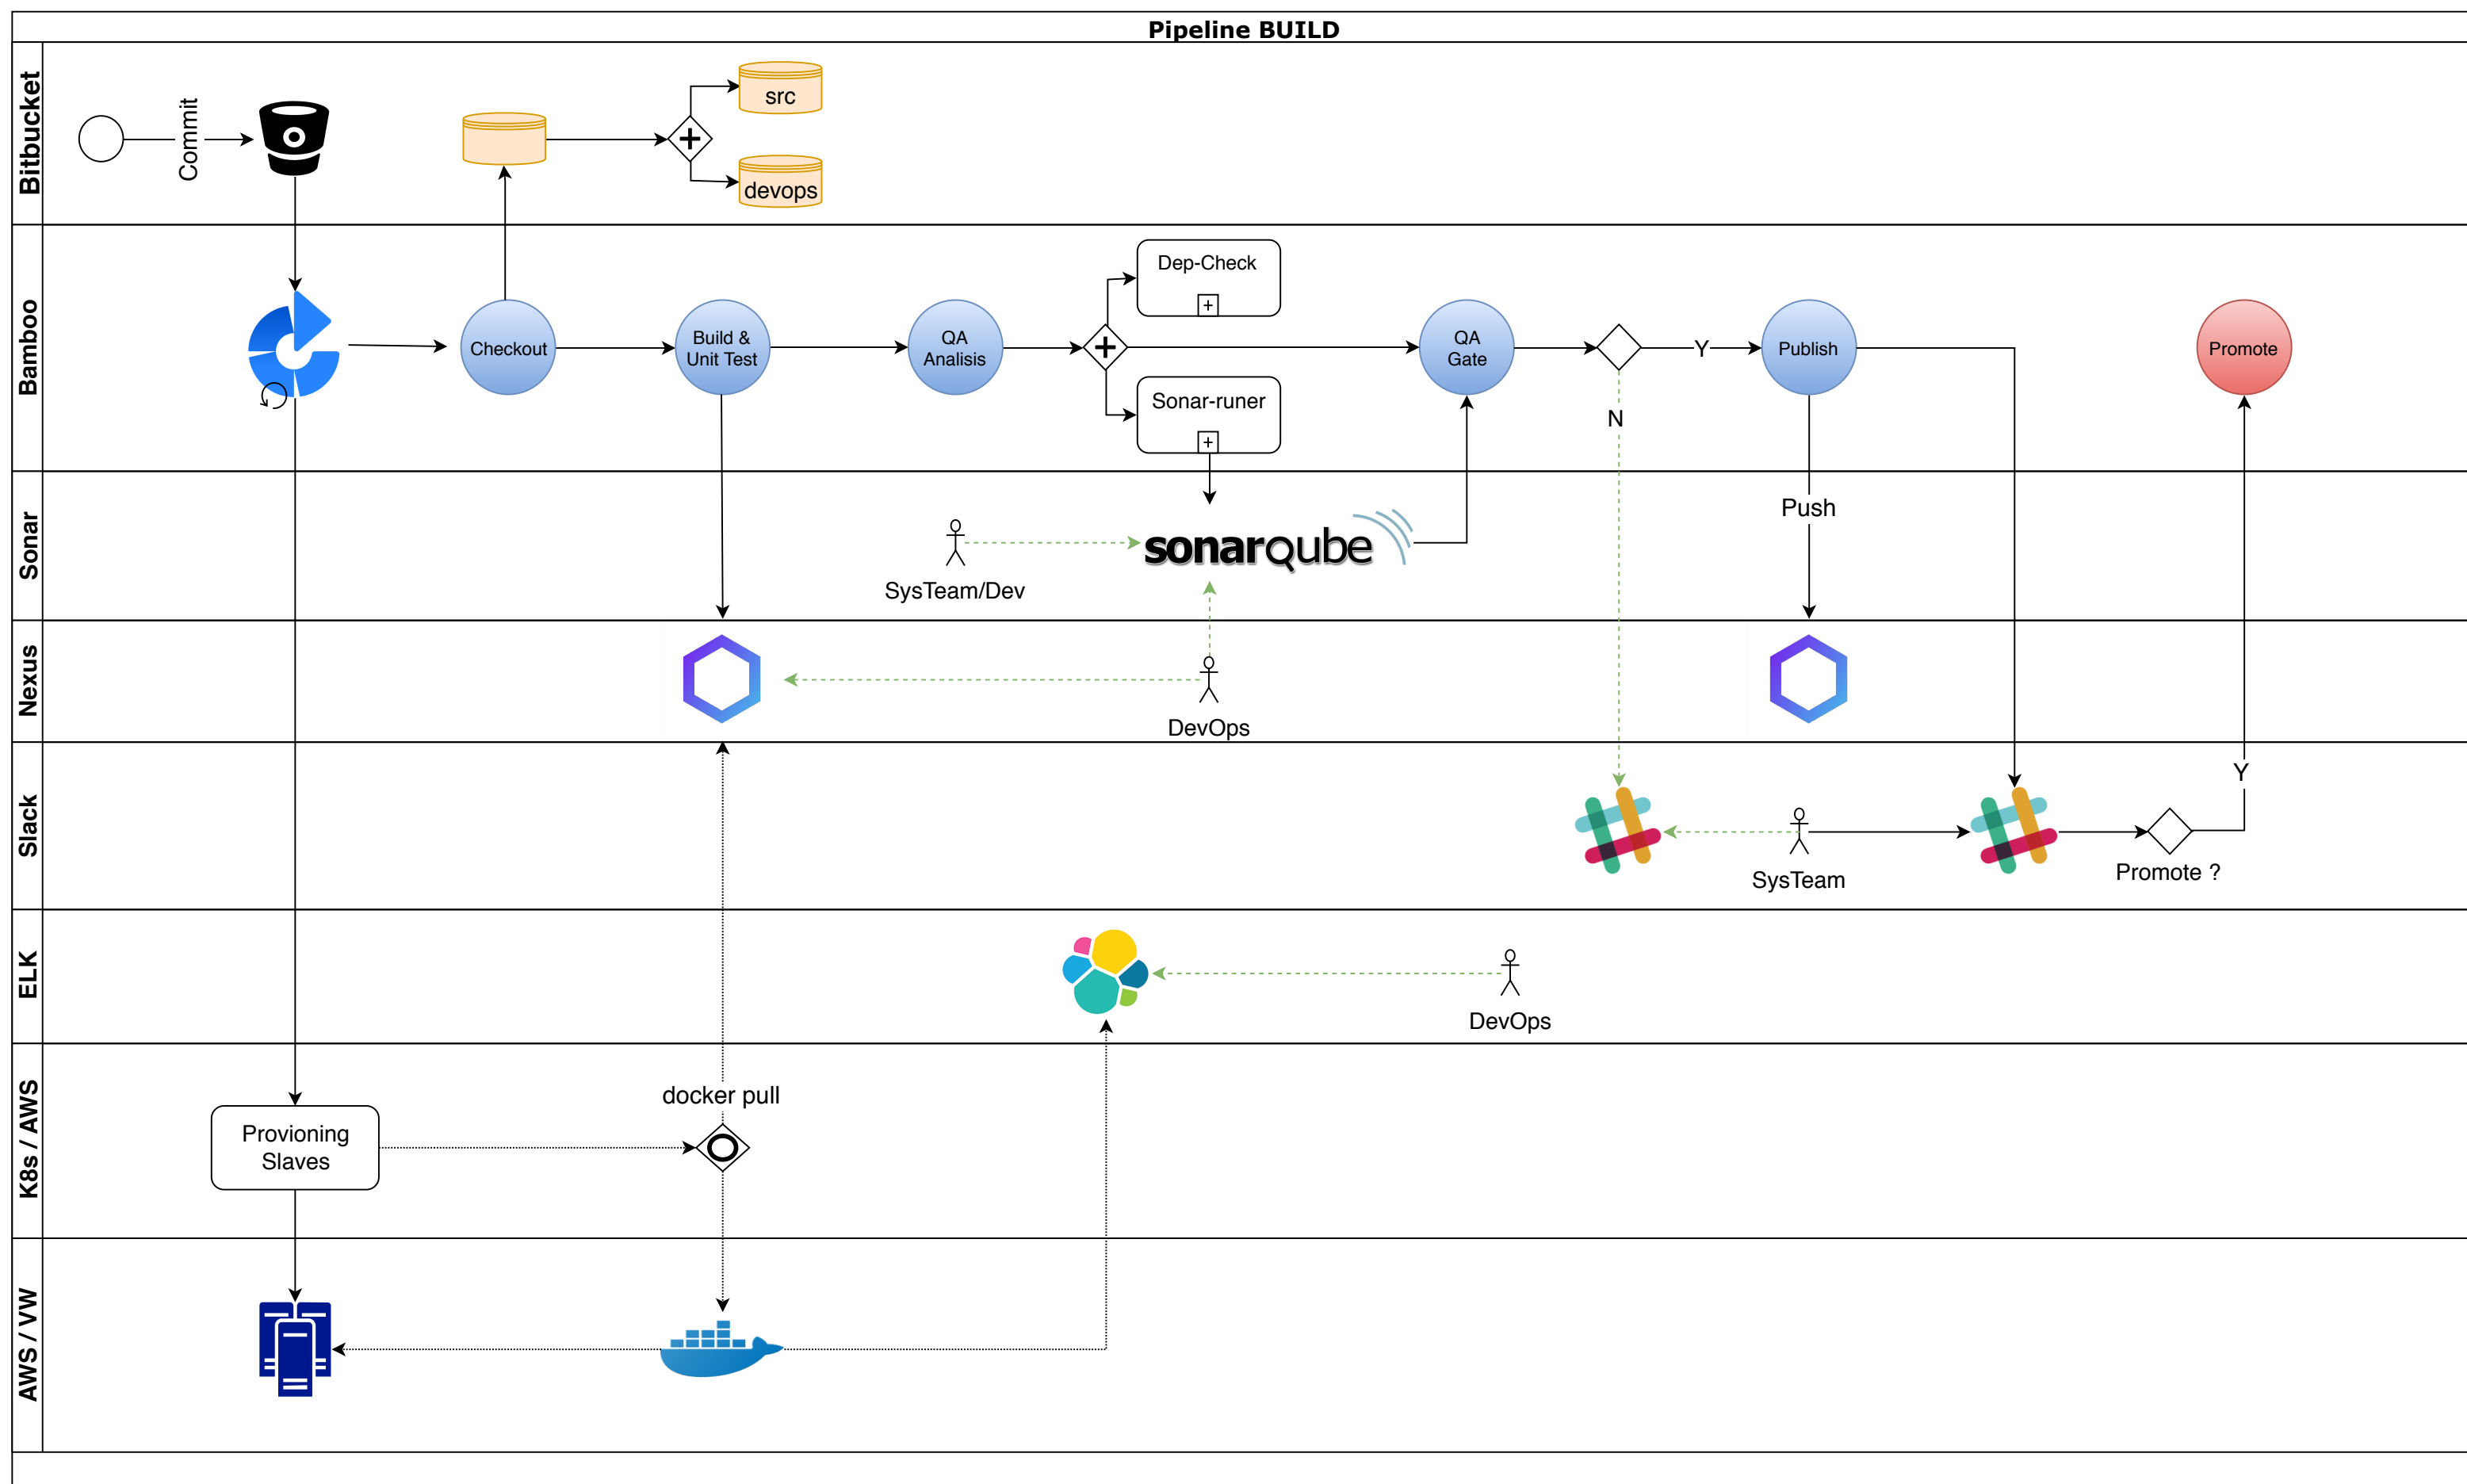 Pipeline BUILD
Bitbucket
Commit
src
devops
Bamboo
Checkout
Build &
Unit Test
QA
Analisis
Dep-Check
Sonar-runer
QA
Gate
Y
N
Publish
Promote
Sonar
SysTeam/Dev
sonarqube
Push
Nexus
DevOps
Slack
SysTeam
Promote ?
Y
ELK
DevOps
K8s / AWS
Provioning
Slaves
docker pull
AWS / VW